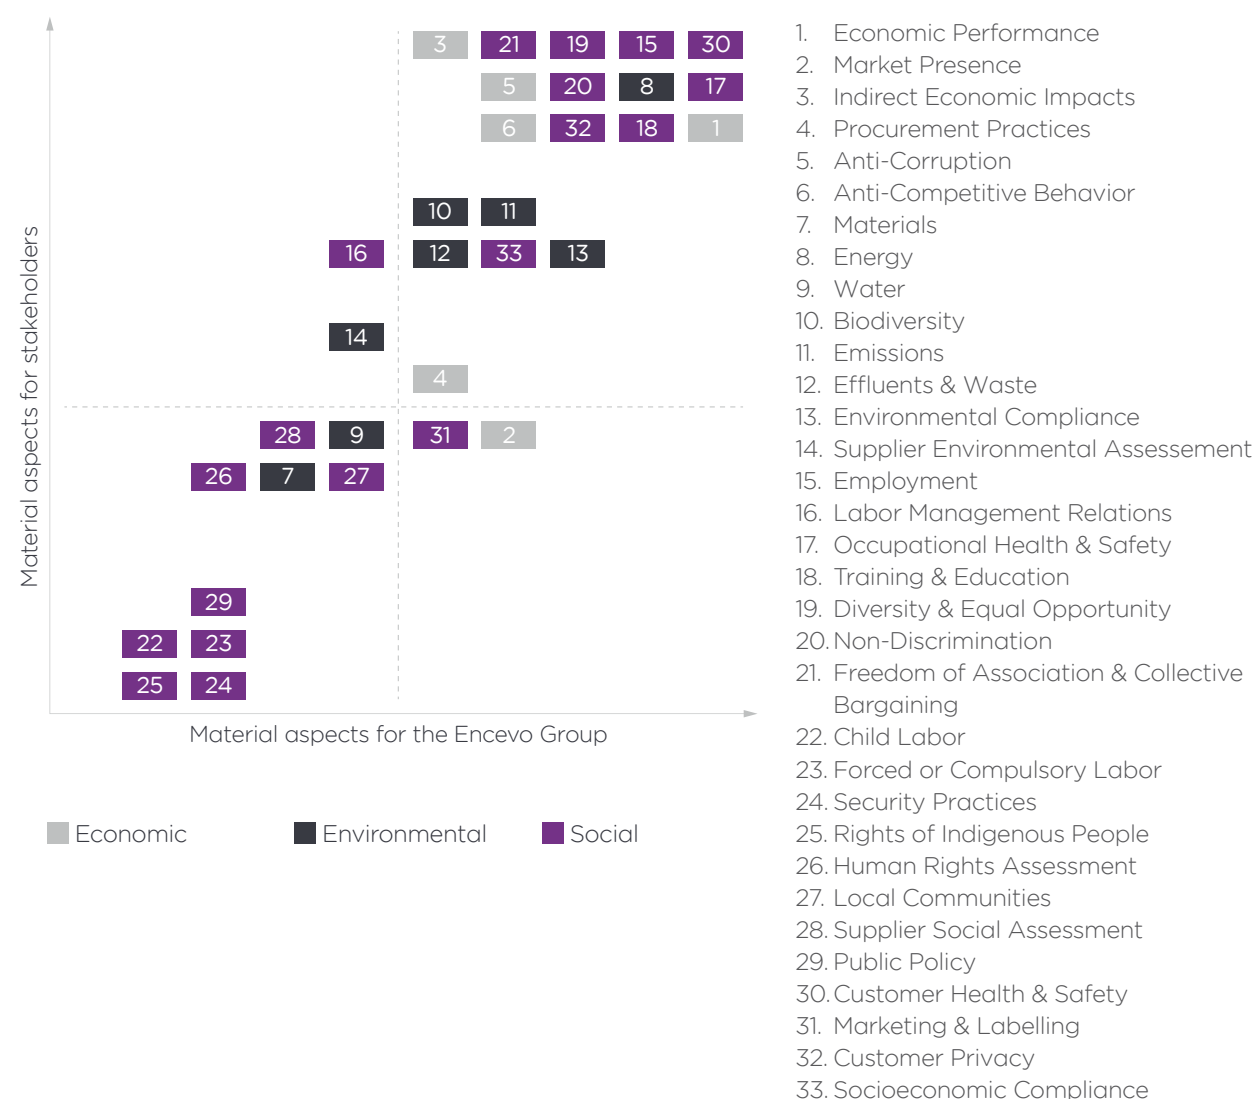 3 21 19 15 30
5 20 8 17
6 32 18 1
10 11
16 12 33 13
14
4
28 9 31 2
26 7 27
29
22 23
25 24
Material aspects for stakeholders
Material aspects for the Encevo Group
Economic Environmental Social
1. Economic Performance
2. Market Presence
3. Indirect Economic Impacts
4. Procurement Practices
5. Anti-Corruption
6. Anti-Competitive Behavior
7. Materials
8. Energy
9. Water
10. Biodiversity
11. Emissions
12. Effluents & Waste
13. Environmental Compliance
14. Supplier Environmental Assessement
15. Employment
16. Labor Management Relations
17. Occupational Health & Safety
18. Training & Education
19. Diversity & Equal Opportunity
20. Non-Discrimination
21. Freedom of Association & Collective
Bargaining
22. Child Labor
23. Forced or Compulsory Labor
24. Security Practices
25. Rights of Indigenous People
26. Human Rights Assessment
27. Local Communities
28. Supplier Social Assessment
29. Public Policy
30. Customer Health & Safety
31. Marketing & Labelling
32. Customer Privacy
33. Socioeconomic Compliance